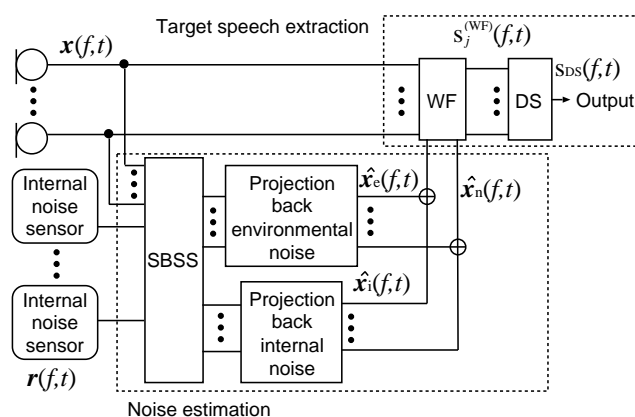 Target speech extraction
x(f,t)
s_j^(WF)(f,t)
s_DS(f,t)
WF
DS
Output
Internal
noise
sensor
Internal
noise
sensor
r(f,t)
SBSS
Projection
back
environmental
noise
x̂_e(f,t)
x̂_n(f,t)
Projection
back
internal
noise
x̂_i(f,t)
Noise estimation